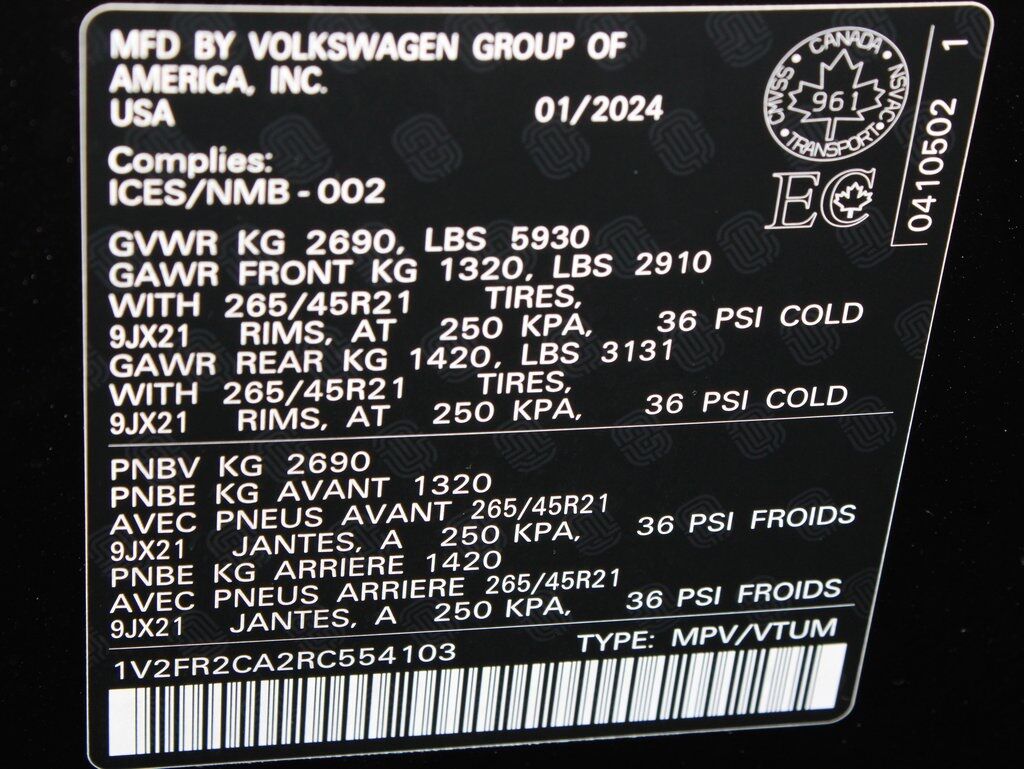 MFD BY VOLKSWAGEN GROUP OF
AMERICA, INC.
USA 01/2024
CANADA
CMVSS 961 NSVAC
TRANSPORT
EC
0410502 1
Complies:
ICES/NMB - 002
GVWR KG 2690, LBS 5930
GAWR FRONT KG 1320, LBS 2910
WITH 265/45R21 TIRES,
9JX21 RIMS, AT 250 KPA, 36 PSI COLD
GAWR REAR KG 1420, LBS 3131
WITH 265/45R21 TIRES,
9JX21 RIMS, AT 250 KPA, 36 PSI COLD
PNBV KG 2690
PNBE KG AVANT 1320
AVEC PNEUS AVANT 265/45R21
9JX21 JANTES, A 250 KPA, 36 PSI FROIDS
PNBE KG ARRIERE 1420
AVEC PNEUS ARRIERE 265/45R21
9JX21 JANTES, A 250 KPA, 36 PSI FROIDS
1V2FR2CA2RC554103 TYPE: MPV/VTUM